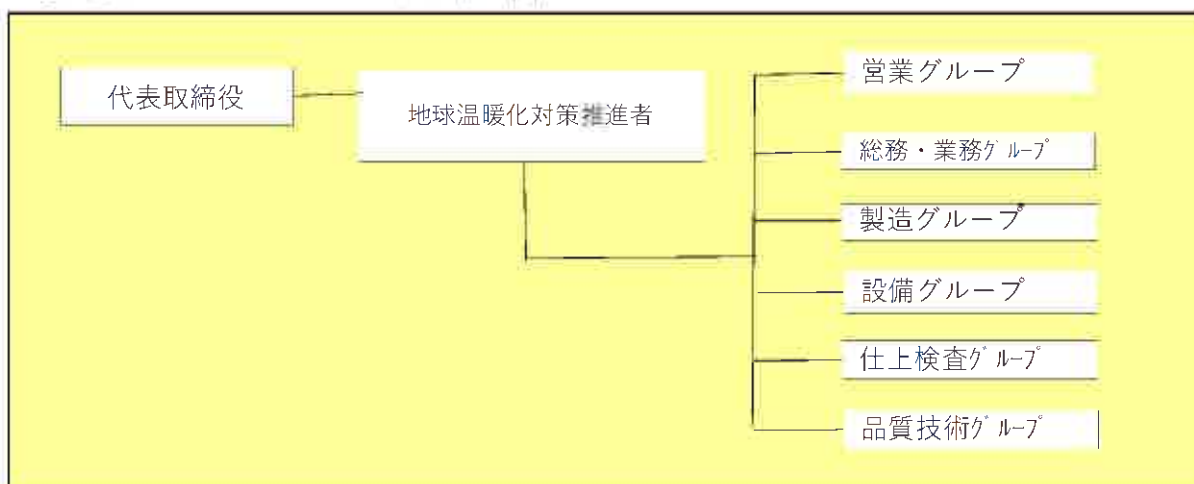 代表取締役
地球温暖化対策推進者
営業グループ
総務・業務ｸﾞﾙｰﾌﾟ
製造グループ
設備グループ
仕上検査ｸﾞﾙｰﾌﾟ
品質技術ｸﾞﾙｰﾌﾟ